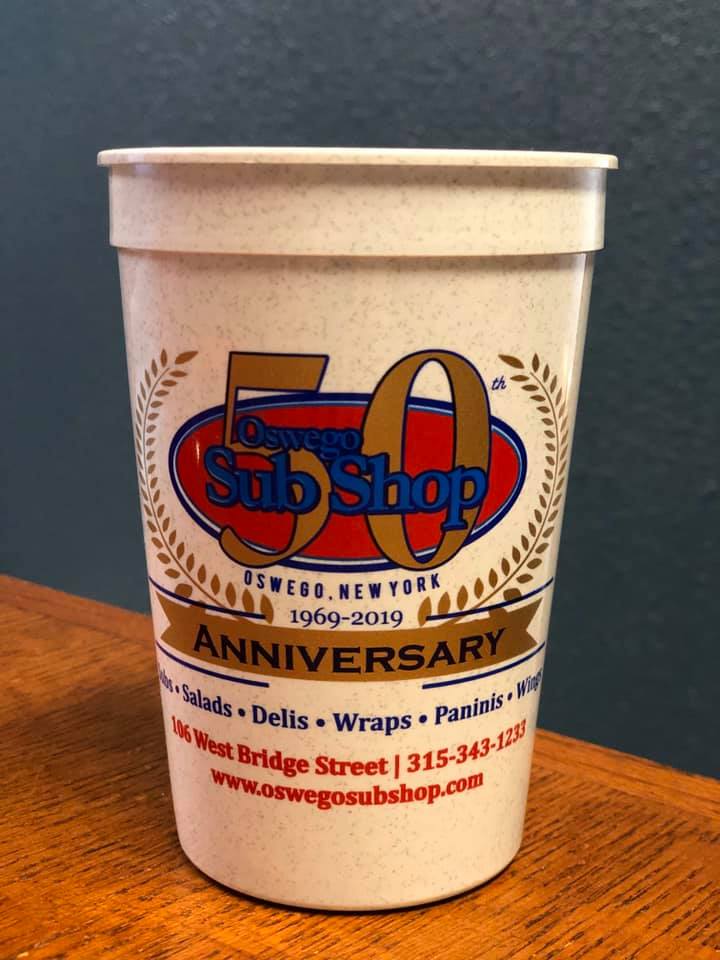 50th
Oswego
Sub Shop
OSWEGO, NEW YORK
1969-2019
ANNIVERSARY
• Salads • Delis • Wraps • Paninis • Wings
106 West Bridge Street | 315-343-1233
www.oswegosubshop.com